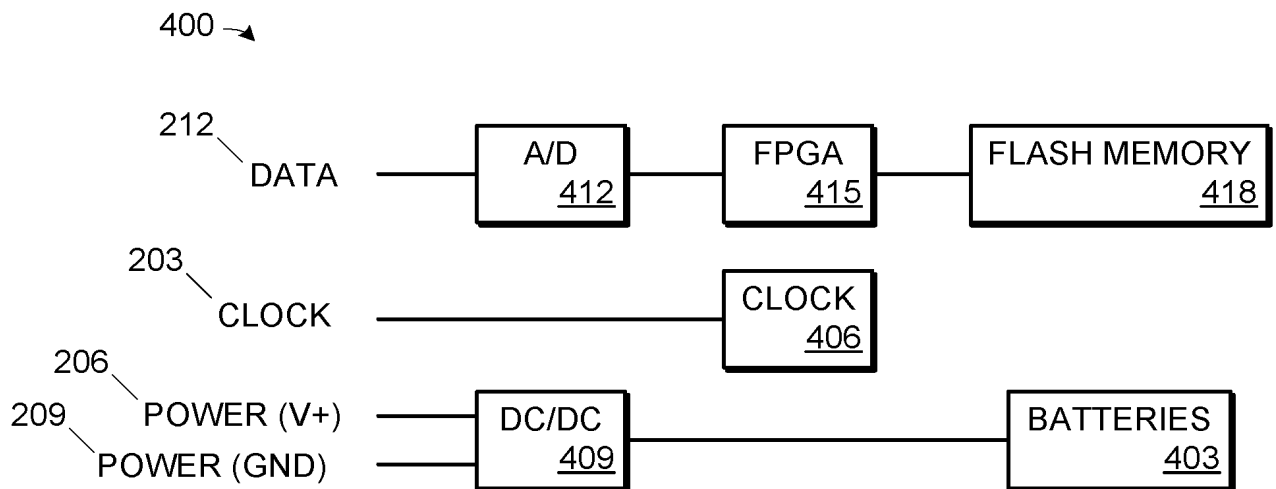 400
212
DATA
A/D
412
FPGA
415
FLASH MEMORY
418
203
CLOCK
CLOCK
406
206
POWER (V+)
209
POWER (GND)
DC/DC
409
BATTERIES
403